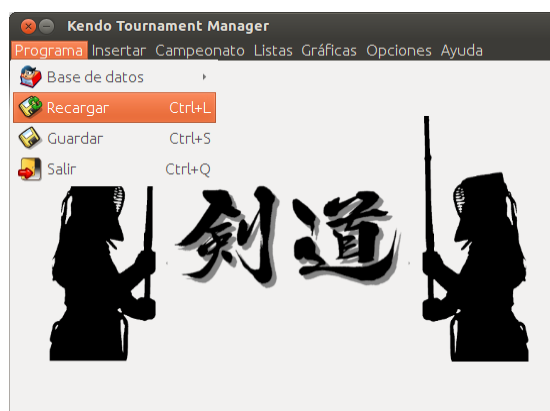 Kendo Tournament Manager
Programa Insertar Campeonato Listas Gráficas Opciones Ayuda
Base de datos
Recargar Ctrl+L
Guardar Ctrl+S
Salir Ctrl+Q
剣道